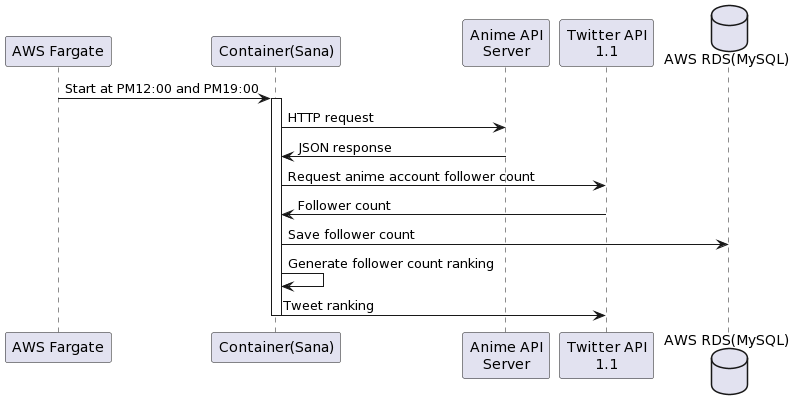 AWS Fargate
Container(Sana)
Anime API
Server
Twitter API
1.1
AWS RDS(MySQL)
Start at PM12:00 and PM19:00
HTTP request
JSON response
Request anime account follower count
Follower count
Save follower count
Generate follower count ranking
Tweet ranking
AWS Fargate
Container(Sana)
Anime API
Server
Twitter API
1.1
AWS RDS(MySQL)